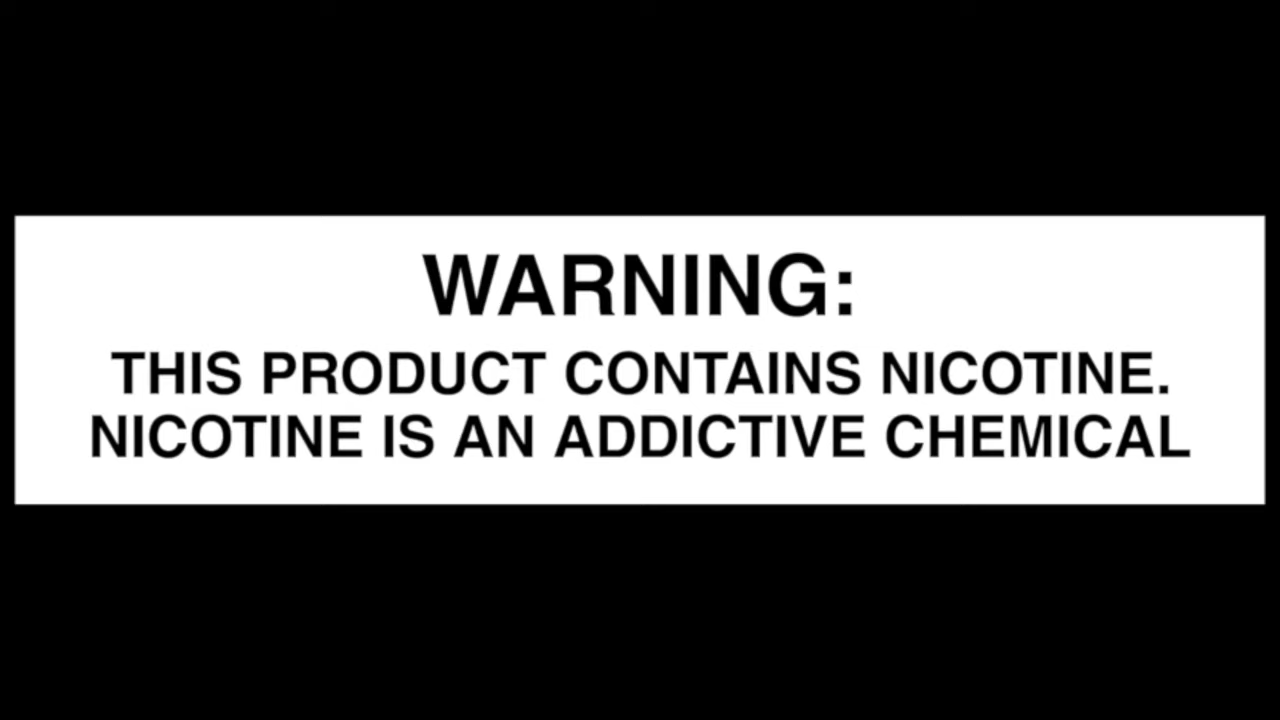 WARNING:
THIS PRODUCT CONTAINS NICOTINE.
NICOTINE IS AN ADDICTIVE CHEMICAL